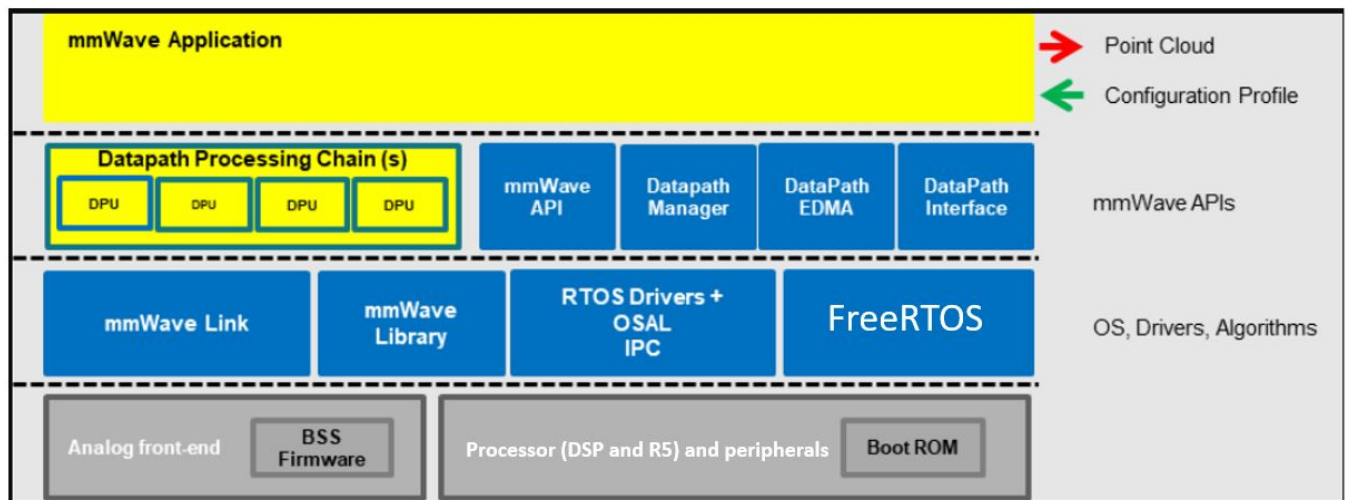 mmWave Application
Point Cloud
Configuration Profile
Datapath Processing Chain (s)
DPU
DPU
DPU
DPU
mmWave
API
Datapath
Manager
DataPath
EDMA
DataPath
Interface
mmWave APIs
mmWave Link
mmWave
Library
RTOS Drivers +
OSAL
IPC
FreeRTOS
OS, Drivers, Algorithms
Analog front-end
BSS
Firmware
Processor (DSP and R5) and peripherals
Boot ROM